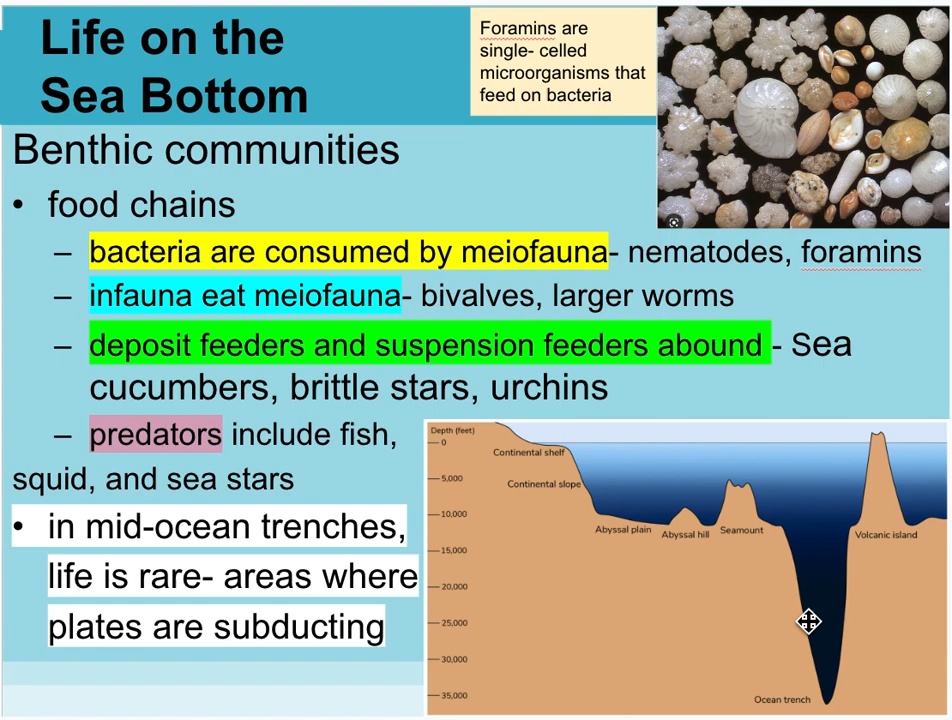 Life on the
Sea Bottom
Foramins are
single- celled
microorganisms that
feed on bacteria
Benthic communities
• food chains
– bacteria are consumed by meiofauna- nematodes, foramins
– infauna eat meiofauna- bivalves, larger worms
– deposit feeders and suspension feeders abound - Sea
cucumbers, brittle stars, urchins
– predators include fish,
squid, and sea stars
• in mid-ocean trenches,
life is rare- areas where
plates are subducting
Depth (feet)
0
Continental shelf
5,000
Continental slope
10,000
Abyssal plain
Abyssal hill
Seamount
Volcanic island
15,000
20,000
25,000
30,000
35,000
Ocean trench